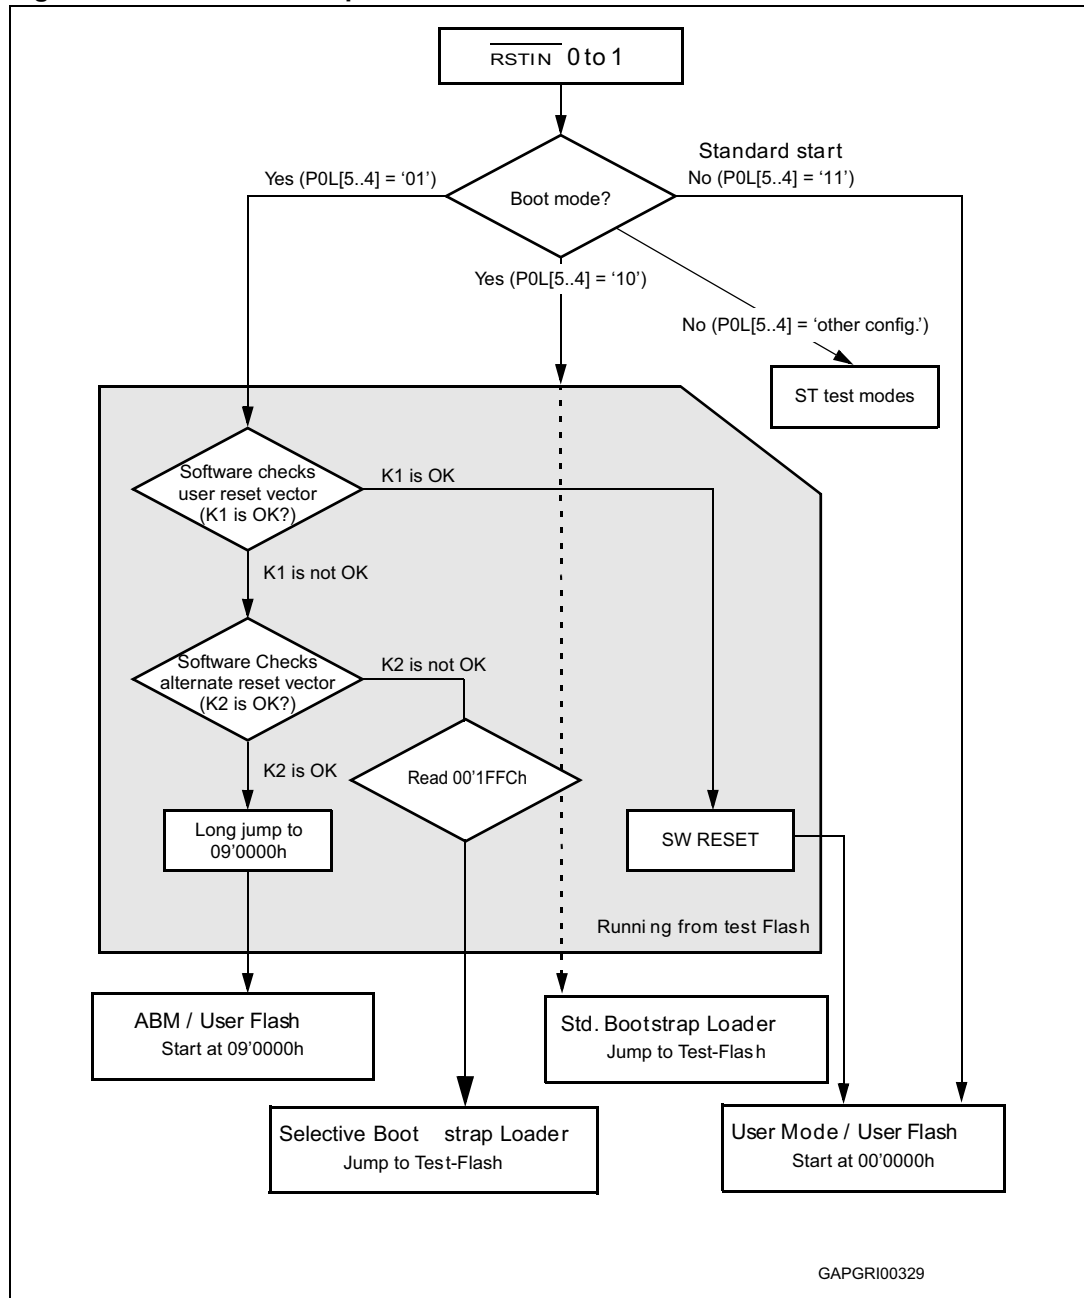 RSTIN 0 to 1
Standard start
Yes (P0L[5..4] = ‘01’)
No (P0L[5..4] = ‘11’)
Boot mode?
Yes (P0L[5..4] = ‘10’)
No (P0L[5..4] = ‘other config.’)
ST test modes
Software checks
user reset vector
(K1 is OK?)
K1 is OK
K1 is not OK
Software Checks
alternate reset vector
(K2 is OK?)
K2 is not OK
K2 is OK
Read 00’1FFCh
Long jump to
09’0000h
SW RESET
Running from test Flash
ABM / User Flash
Start at 09’0000h
Std. Bootstrap Loader
Jump to Test-Flash
Selective Boot strap Loader
Jump to Test-Flash
User Mode / User Flash
Start at 00’0000h
GAPGRI00329